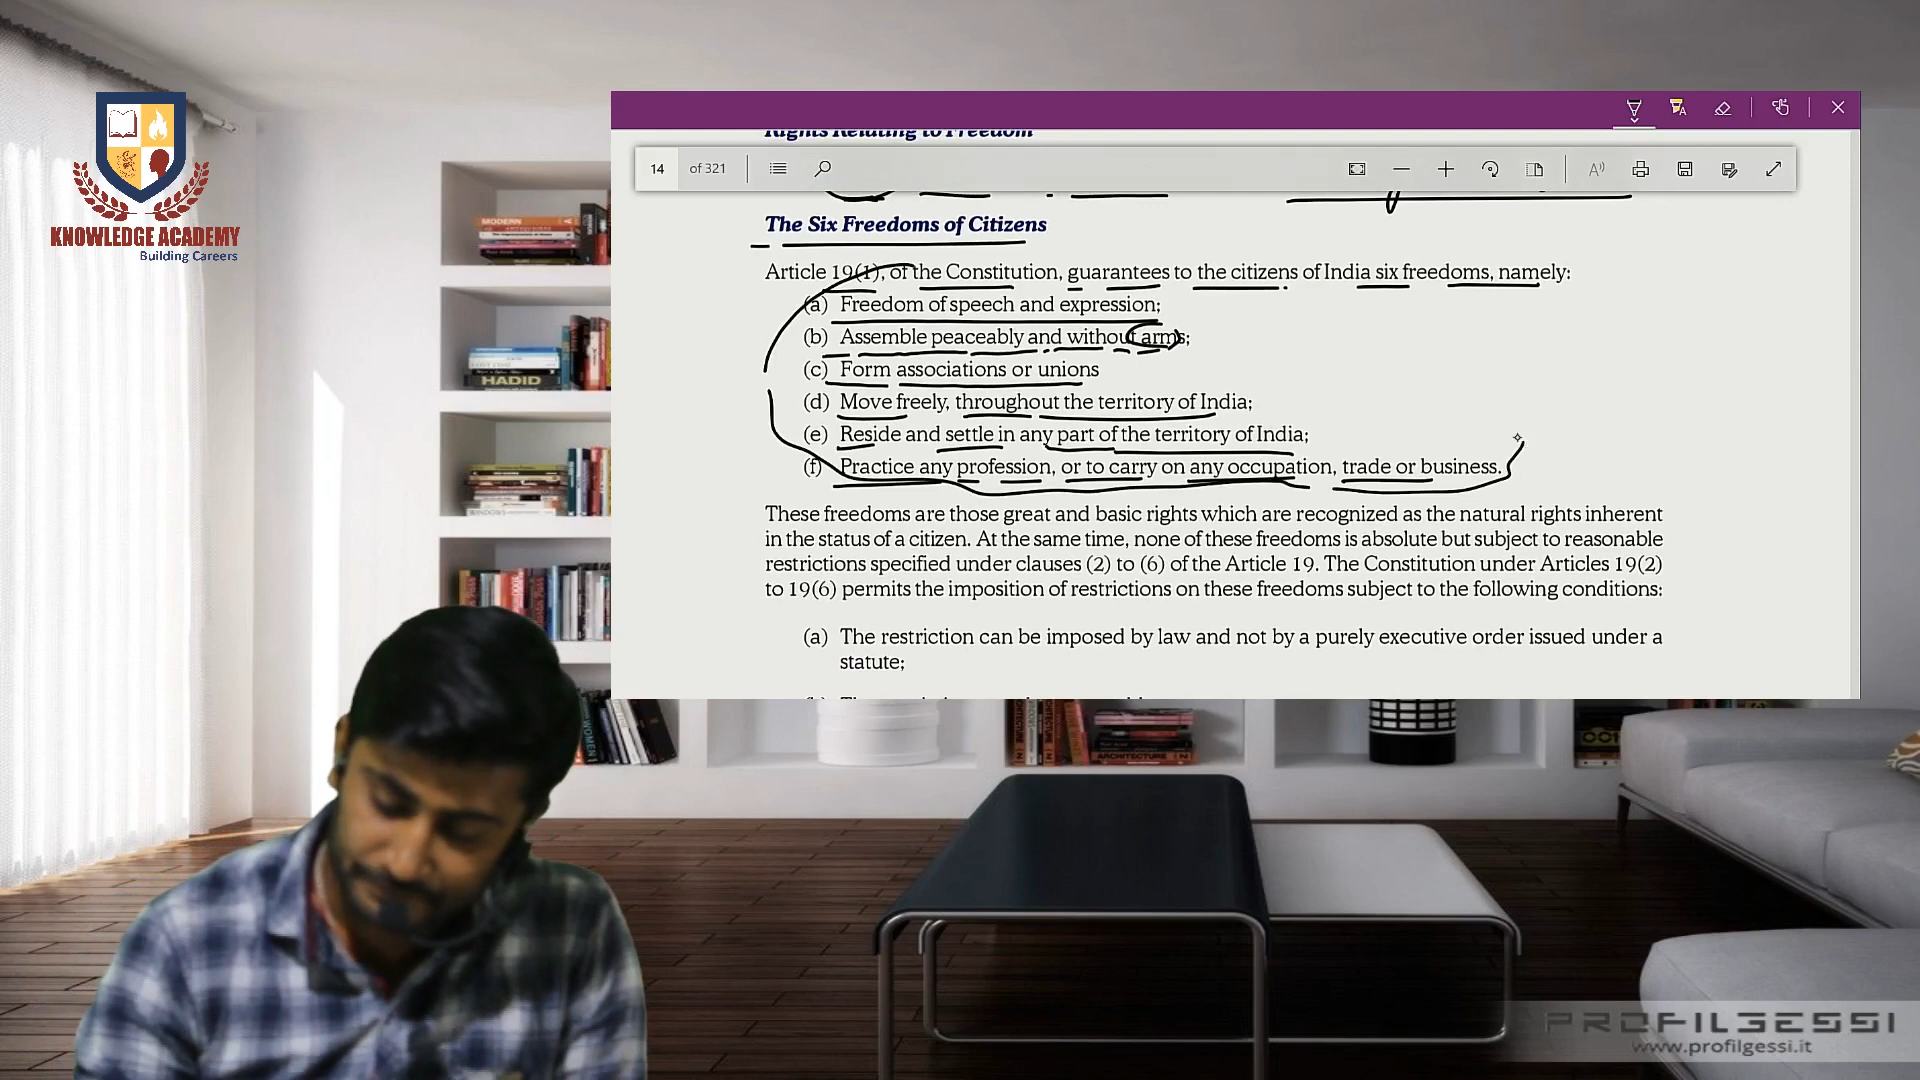 KNOWLEDGE ACADEMY
Building Careers
Rights Relating to Freedom
14 of 321
The Six Freedoms of Citizens
Article 19(1), of the Constitution, guarantees to the citizens of India six freedoms, namely:
(a) Freedom of speech and expression;
(b) Assemble peaceably and without arms;
(c) Form associations or unions
(d) Move freely, throughout the territory of India;
(e) Reside and settle in any part of the territory of India;
(f) Practice any profession, or to carry on any occupation, trade or business.
These freedoms are those great and basic rights which are recognized as the natural rights inherent
in the status of a citizen. At the same time, none of these freedoms is absolute but subject to reasonable
restrictions specified under clauses (2) to (6) of the Article 19. The Constitution under Articles 19(2)
to 19(6) permits the imposition of restrictions on these freedoms subject to the following conditions:
(a) The restriction can be imposed by law and not by a purely executive order issued under a
statute;
MODERN
HADID
ARCHITECTURE
PROFILGESSI
www.profilgessi.it